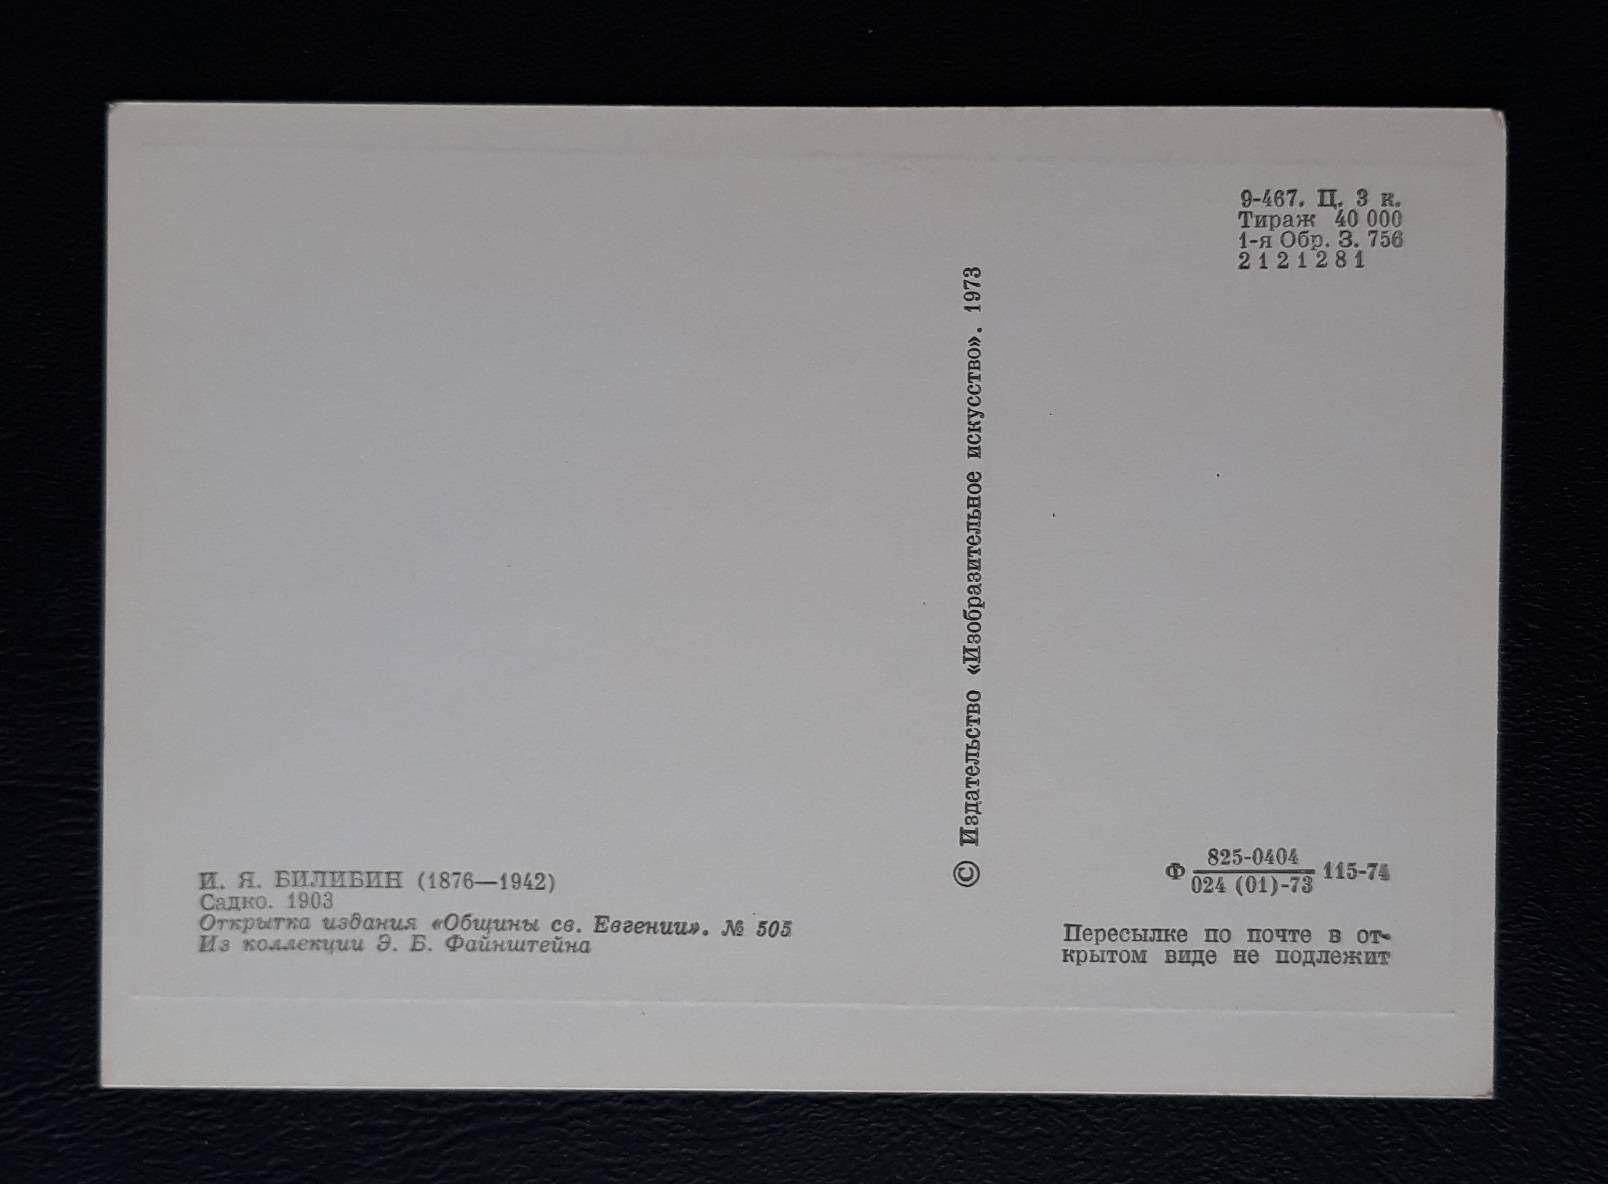 9-467. Ц. 3 к.
Тираж 40 000
1-я Обр. З. 756
2121281
© Издательство «Изобразительное искусство». 1973
И. Я. БИЛИБИН (1876—1942)
Садко. 1903
Открытка издания «Общины св. Евгении». № 505
Из коллекции Э. Б. Файнштейна
Ф 825-0404 115-74
024 (01)-73
Пересылке по почте в от-
крытом виде не подлежит